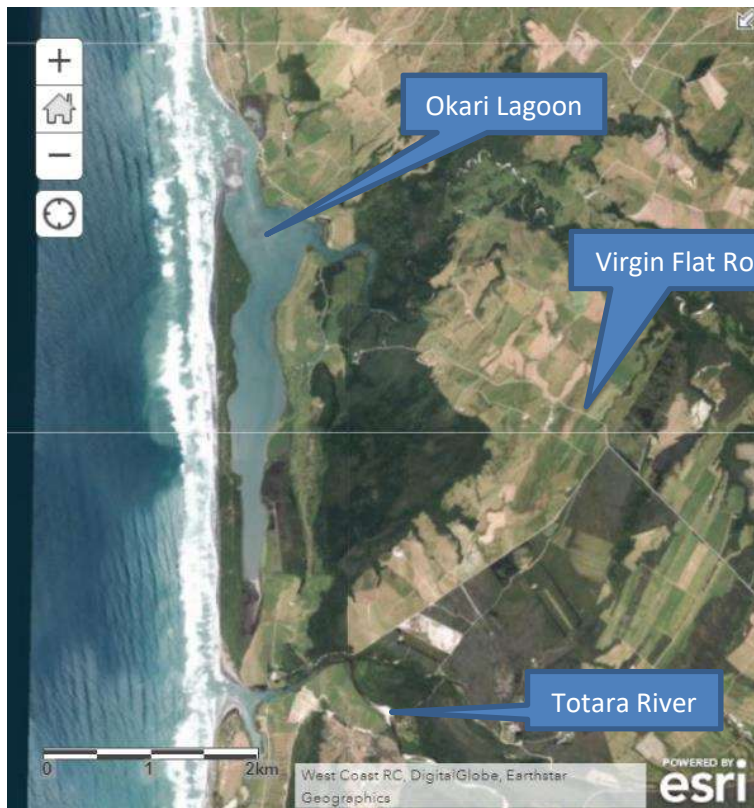 +
Okari Lagoon
−
Virgin Flat Ro
Totara River
0 1 2km
West Coast RC, DigitalGlobe, Earthstar
Geographics
POWERED BY
esri